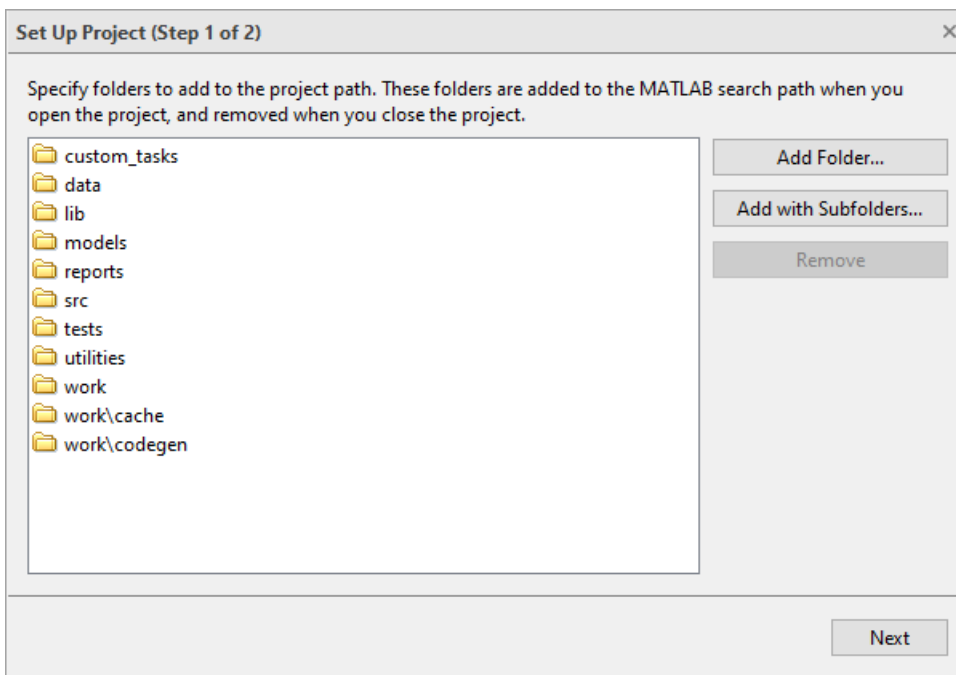 Set Up Project (Step 1 of 2)
Specify folders to add to the project path. These folders are added to the MATLAB search path when you
open the project, and removed when you close the project.
custom_tasks
data
lib
models
reports
src
tests
utilities
work
work\cache
work\codegen
Add Folder...
Add with Subfolders...
Remove
Next